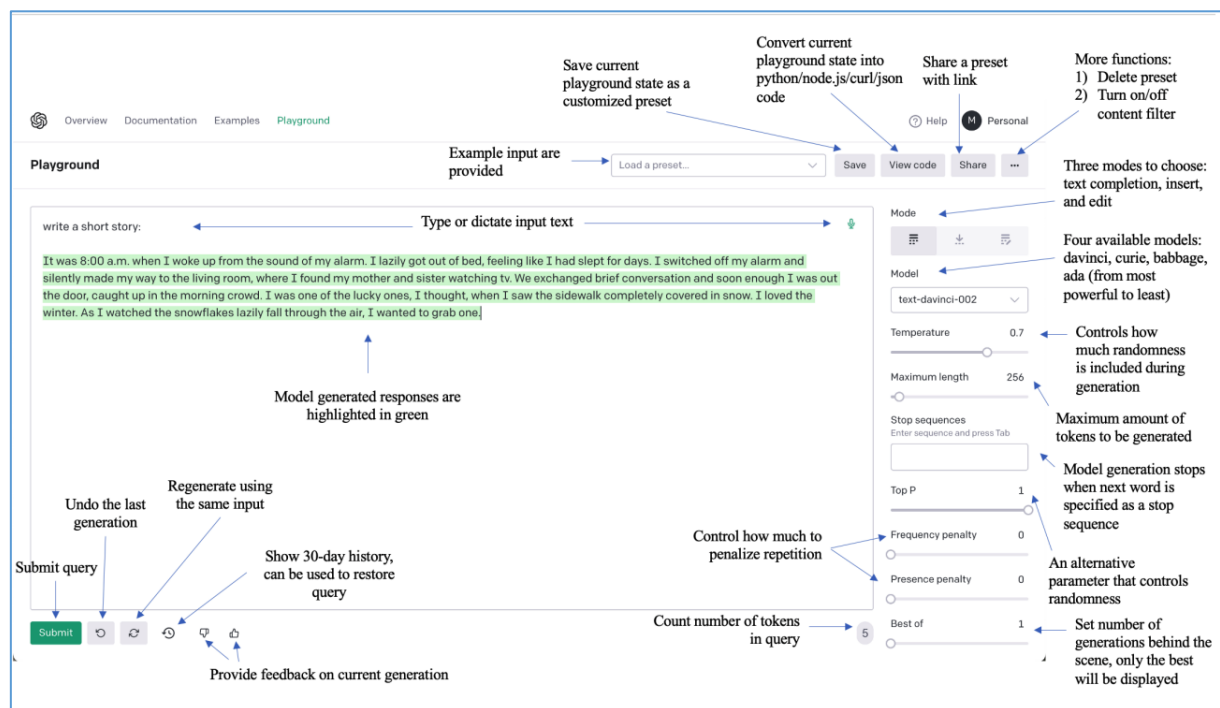 Convert current
playground state into
python/node.js/curl/json
code
Save current
playground state as a
customized preset
Share a preset
with link
More functions:
1) Delete preset
2) Turn on/off
content filter
Overview Documentation Examples Playground
Help M Personal
Playground
Example input are
provided
Load a preset...
Save
View code
Share
...
Three modes to choose:
text completion, insert,
and edit
write a short story:
Type or dictate input text
Mode
It was 8:00 a.m. when I woke up from the sound of my alarm. I lazily got out of bed, feeling like I had slept for days. I switched off my alarm and
silently made my way to the living room, where I found my mother and sister watching tv. We exchanged brief conversation and soon enough I was out
the door, caught up in the morning crowd. I was one of the lucky ones, I thought, when I saw the sidewalk completely covered in snow. I loved the
winter. As I watched the snowflakes lazily fall through the air, I wanted to grab one.
Four available models:
davinci, curie, babbage,
ada (from most
powerful to least)
Model
text-davinci-002
Temperature 0.7
Controls how
much randomness
is included during
generation
Maximum length 256
Model generated responses are
highlighted in green
Maximum amount of
tokens to be generated
Stop sequences
Enter sequence and press Tab
Model generation stops
when next word is
specified as a stop
sequence
Top P 1
Regenerate using
the same input
Undo the last
generation
Control how much to
penalize repetition
Frequency penalty 0
Show 30-day history,
can be used to restore
query
Submit query
An alternative
parameter that controls
randomness
Presence penalty 0
Count number of tokens
in query
Submit
5
Best of 1
Set number of
generations behind the
scene, only the best
will be displayed
Provide feedback on current generation